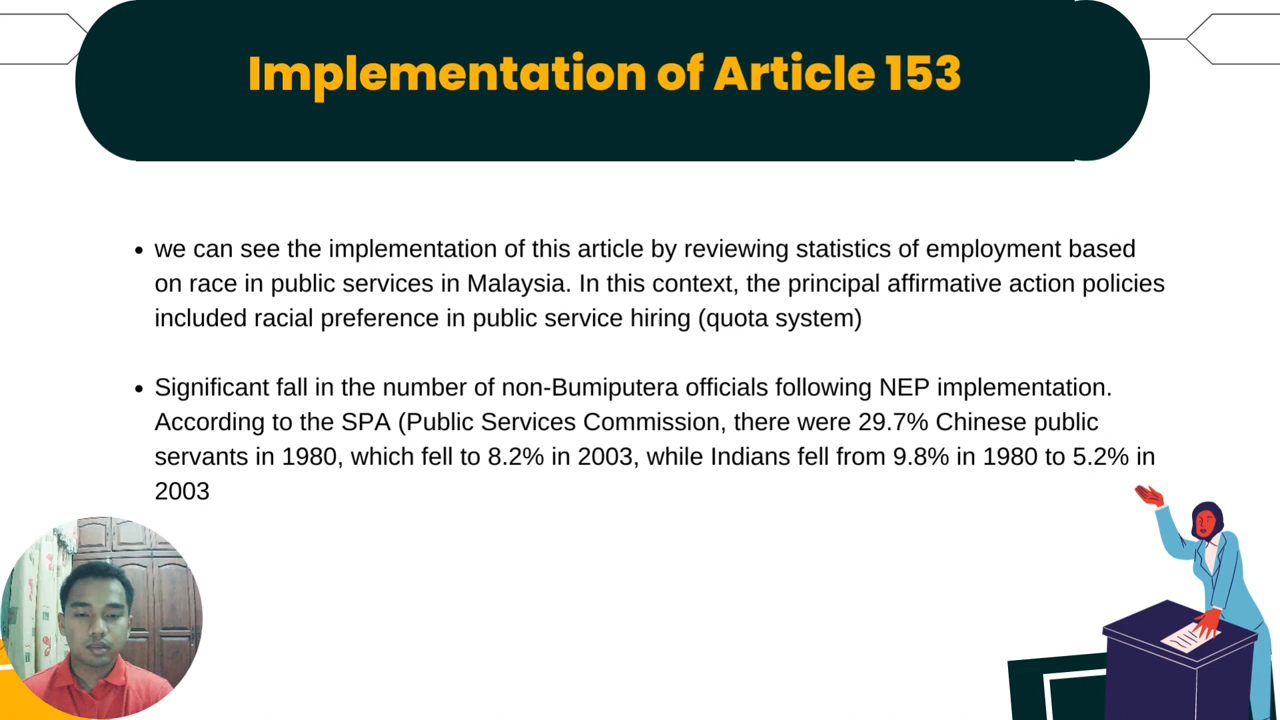 Implementation of Article 153
• we can see the implementation of this article by reviewing statistics of employment based
on race in public services in Malaysia. In this context, the principal affirmative action policies
included racial preference in public service hiring (quota system)
• Significant fall in the number of non-Bumiputera officials following NEP implementation.
According to the SPA (Public Services Commission, there were 29.7% Chinese public
servants in 1980, which fell to 8.2% in 2003, while Indians fell from 9.8% in 1980 to 5.2% in
2003